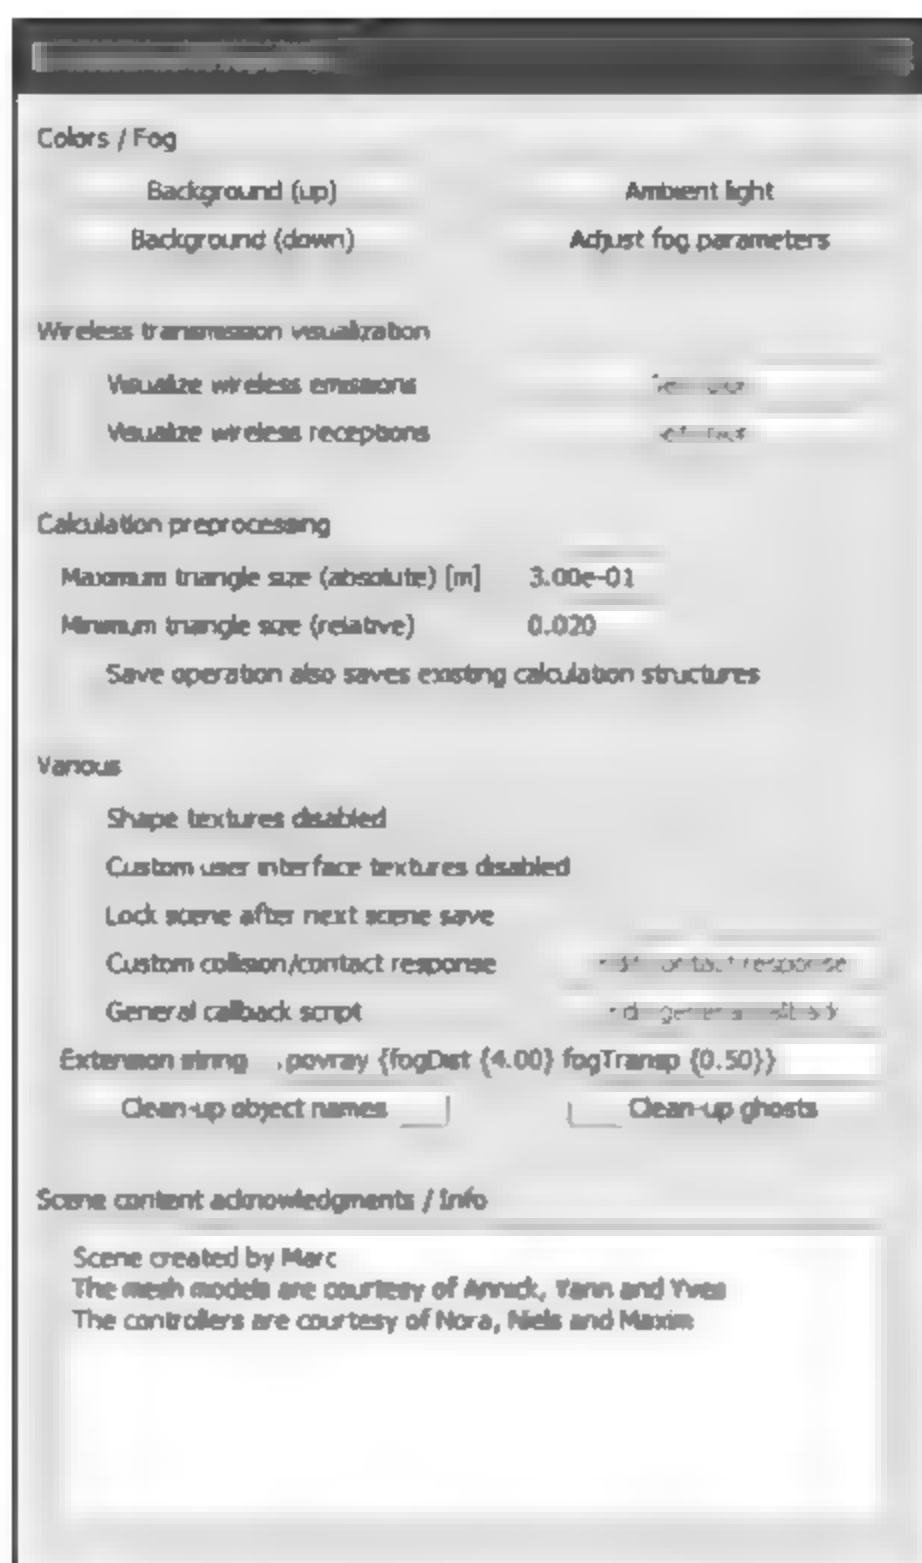 Colors / Fog
Background (up) Ambient light
Background (down) Adjust fog parameters
Wireless transmission visualization
Visualize wireless emissions
Visualize wireless receptions
Calculation preprocessing
Maximum triangle size (absolute) [m] 3.00e-01
Minimum triangle size (relative) 0.020
Save operation also saves existing calculation structures
Various
Shape textures disabled
Custom user interface textures disabled
Lock scene after next scene save
Custom collision/contact response contact response
General callback script general callback
Extension string povray {fogDist {4.00} fogTransp {0.50}}
Clean-up object names Clean-up ghosts
Scene content acknowledgments / Info
Scene created by Marc
The mesh models are courtesy of Annick, Yann and Yves
The controllers are courtesy of Nora, Niels and Maxim